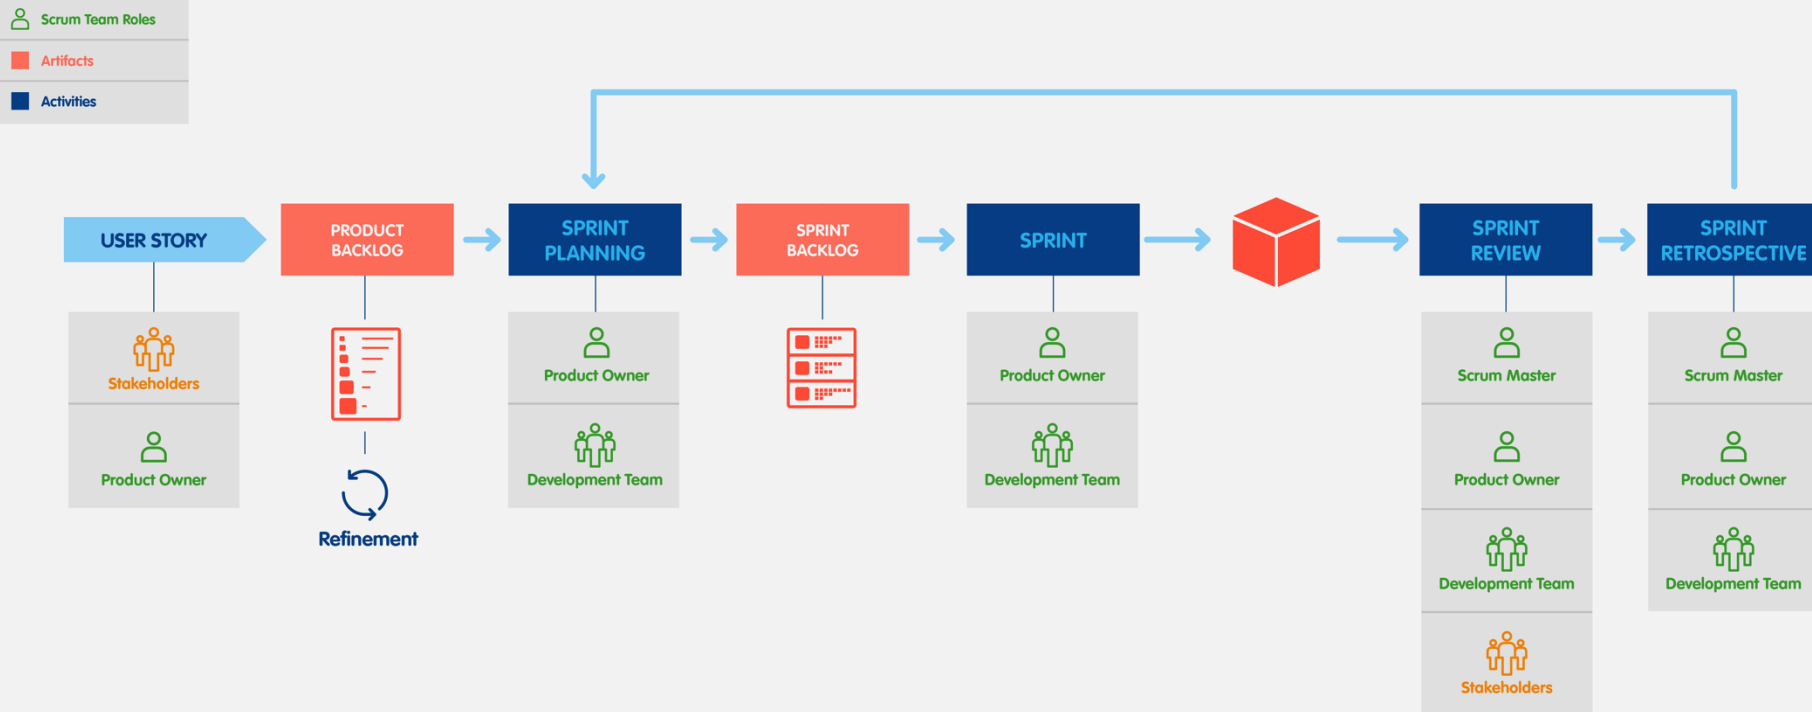 Scrum Team Roles
Artifacts
Activities
USER STORY
PRODUCT
BACKLOG
SPRINT
PLANNING
SPRINT
BACKLOG
SPRINT
SPRINT
REVIEW
SPRINT
RETROSPECTIVE
Stakeholders
Product Owner
Refinement
Product Owner
Development Team
Product Owner
Development Team
Scrum Master
Product Owner
Development Team
Stakeholders
Scrum Master
Product Owner
Development Team